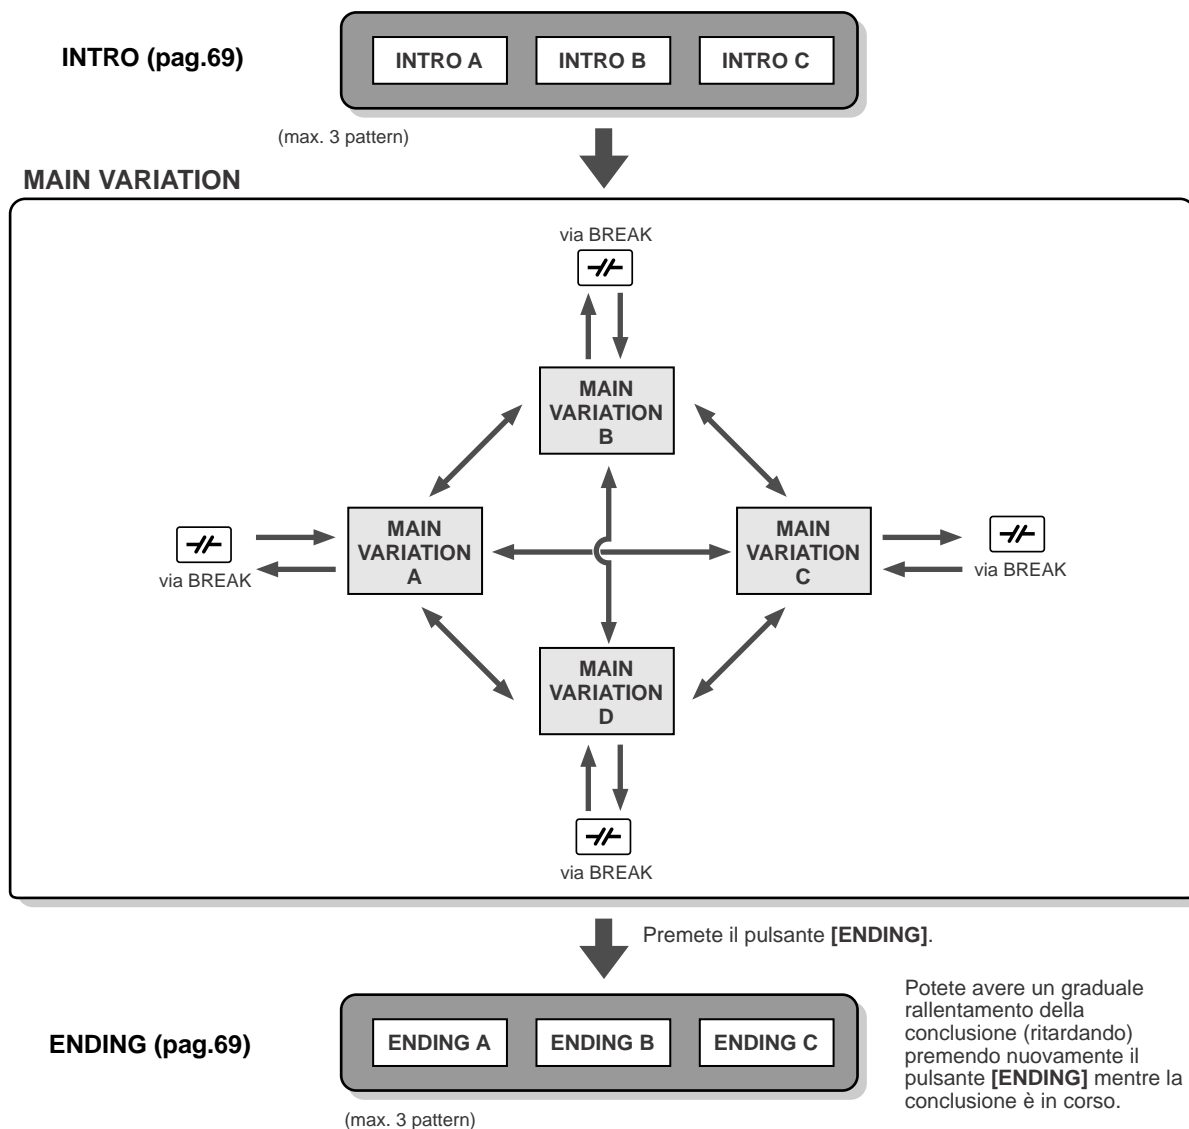 INTRO (pag.69)
INTRO A
INTRO B
INTRO C
(max. 3 pattern)
MAIN VARIATION
via BREAK
MAIN
VARIATION
B
MAIN
VARIATION
A
via BREAK
MAIN
VARIATION
C
via BREAK
MAIN
VARIATION
D
via BREAK
Premete il pulsante [ENDING].
ENDING (pag.69)
ENDING A
ENDING B
ENDING C
(max. 3 pattern)
Potete avere un graduale
rallentamento della
conclusione (ritardando)
premendo nuovamente il
pulsante [ENDING] mentre la
conclusione è in corso.